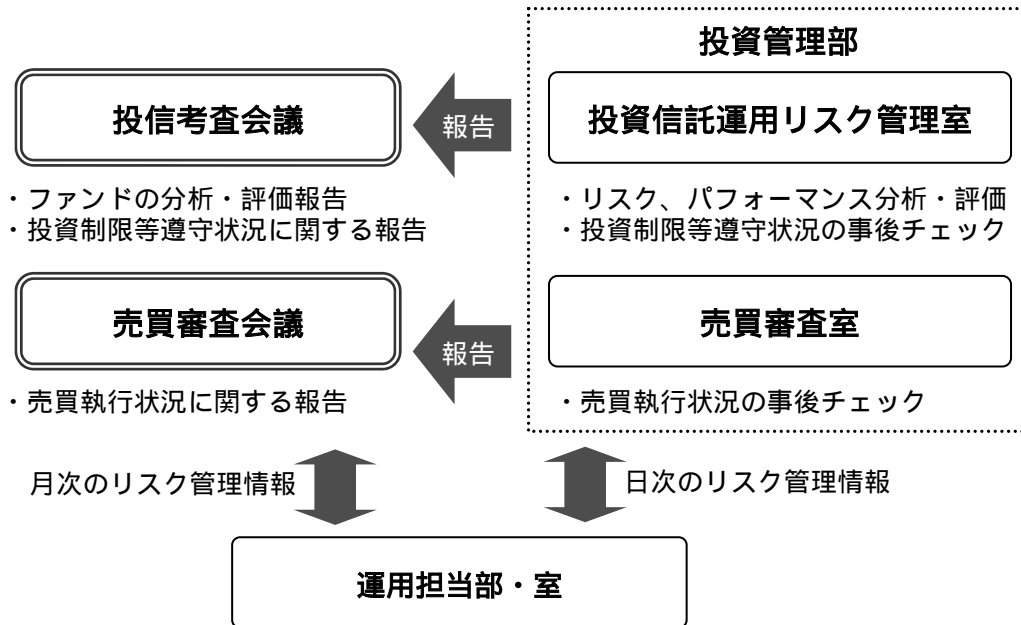 投資管理部
投信考査会議
報告
投資信託運用リスク管理室
・ファンドの分析・評価報告
・投資制限等遵守状況に関する報告
・リスク、パフォーマンス分析・評価
・投資制限等遵守状況の事後チェック
売買審査会議
報告
売買審査室
・売買執行状況に関する報告
・売買執行状況の事後チェック
月次のリスク管理情報
日次のリスク管理情報
運用担当部・室